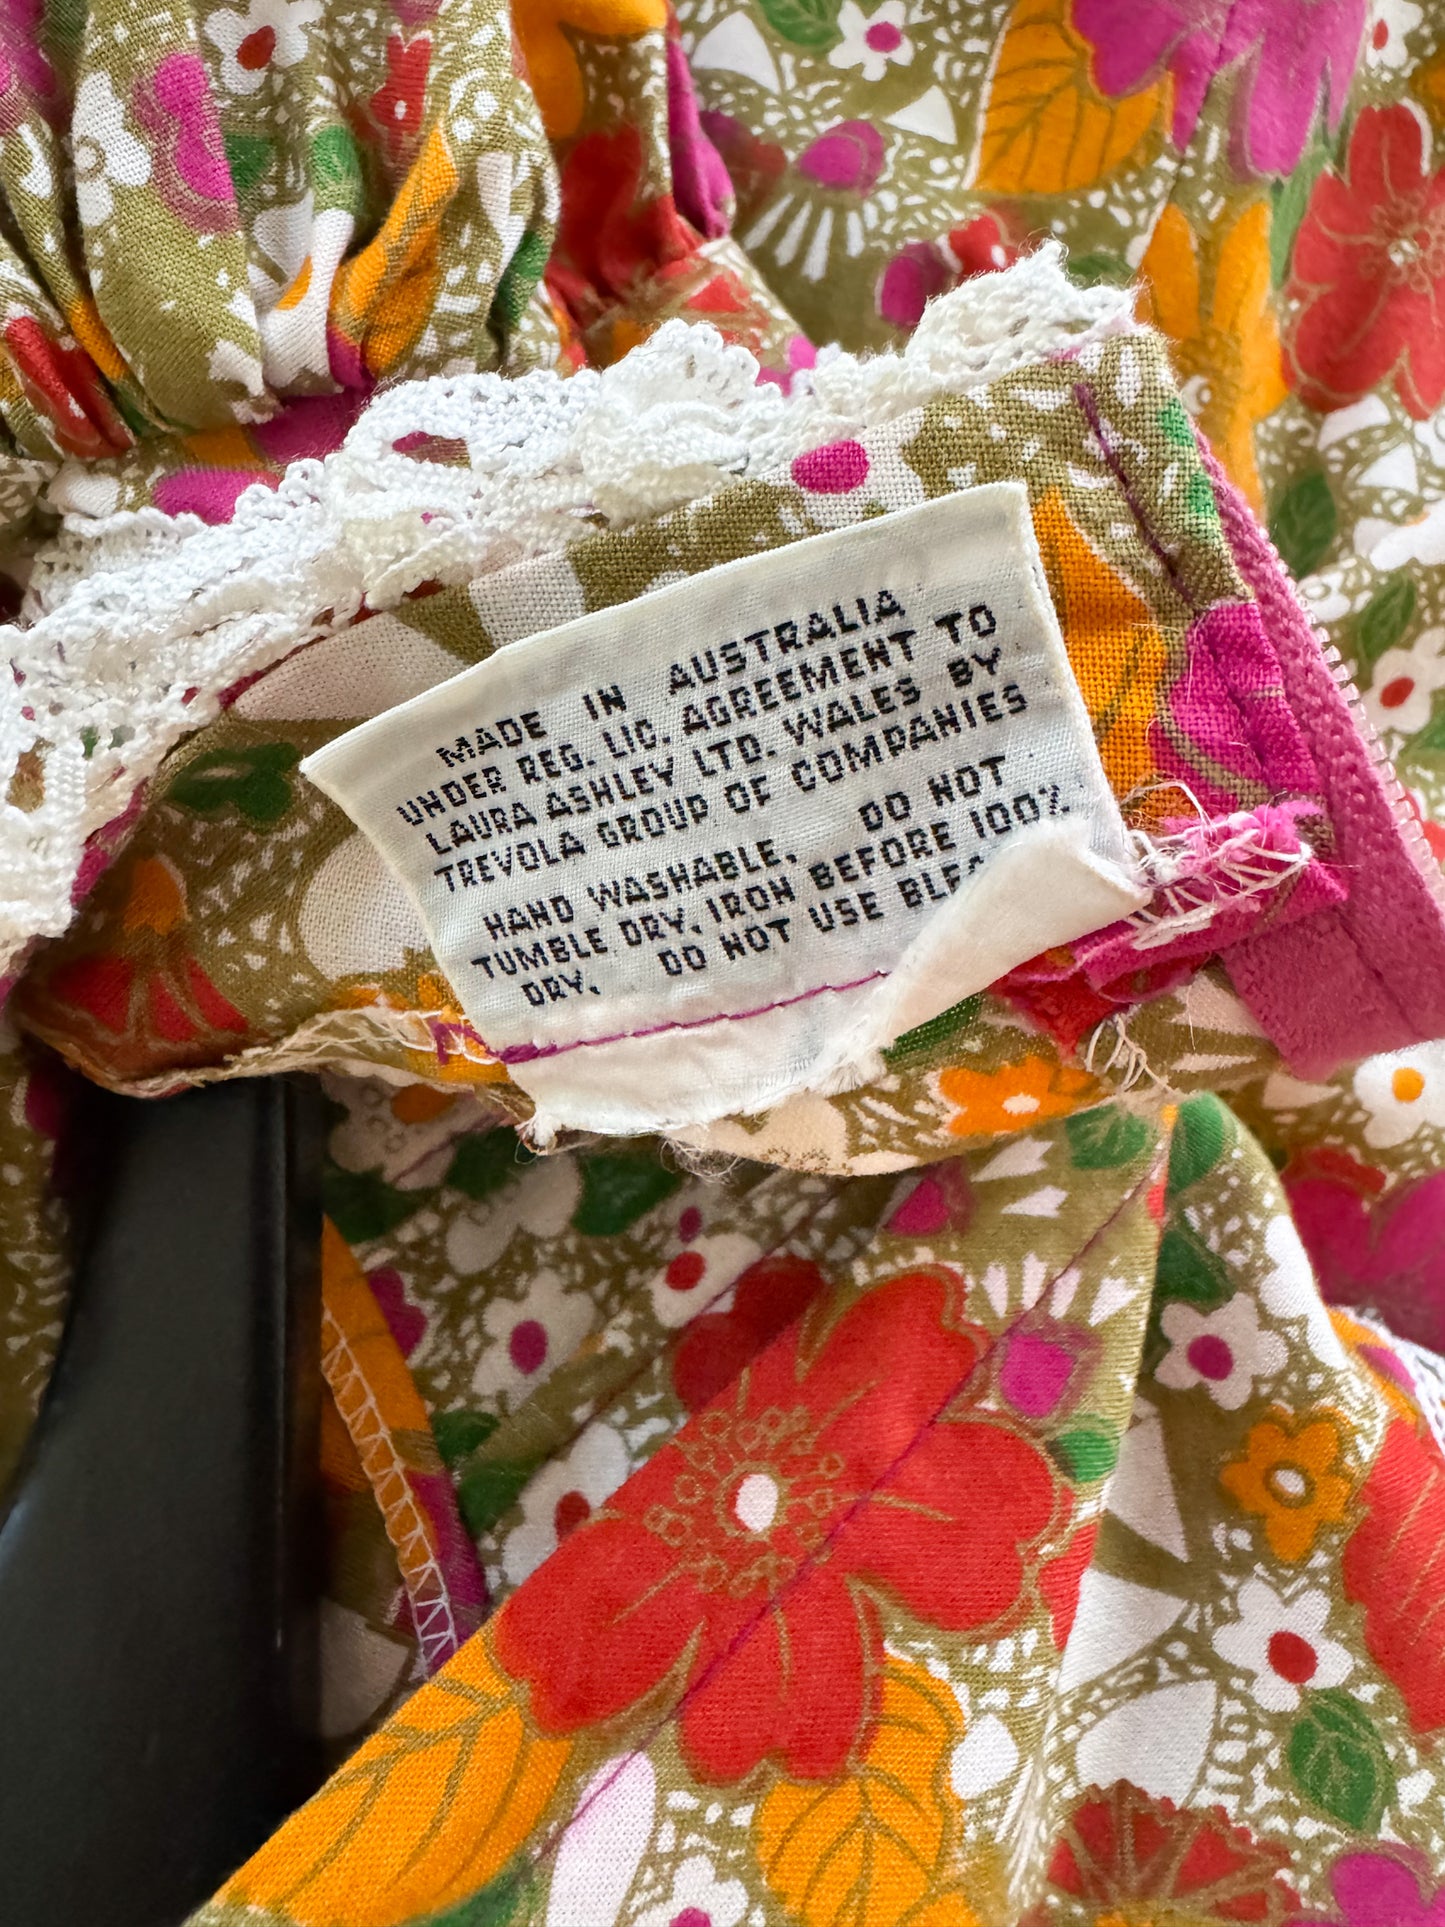 MADE IN AUSTRALIA
UNDER REG. LIC. AGREEMENT TO
LAURA ASHLEY LTD. WALES BY
TREVOLA GROUP OF COMPANIES
HAND WASHABLE. DO NOT
TUMBLE DRY. IRON BEFORE 100%
DRY. DO NOT USE